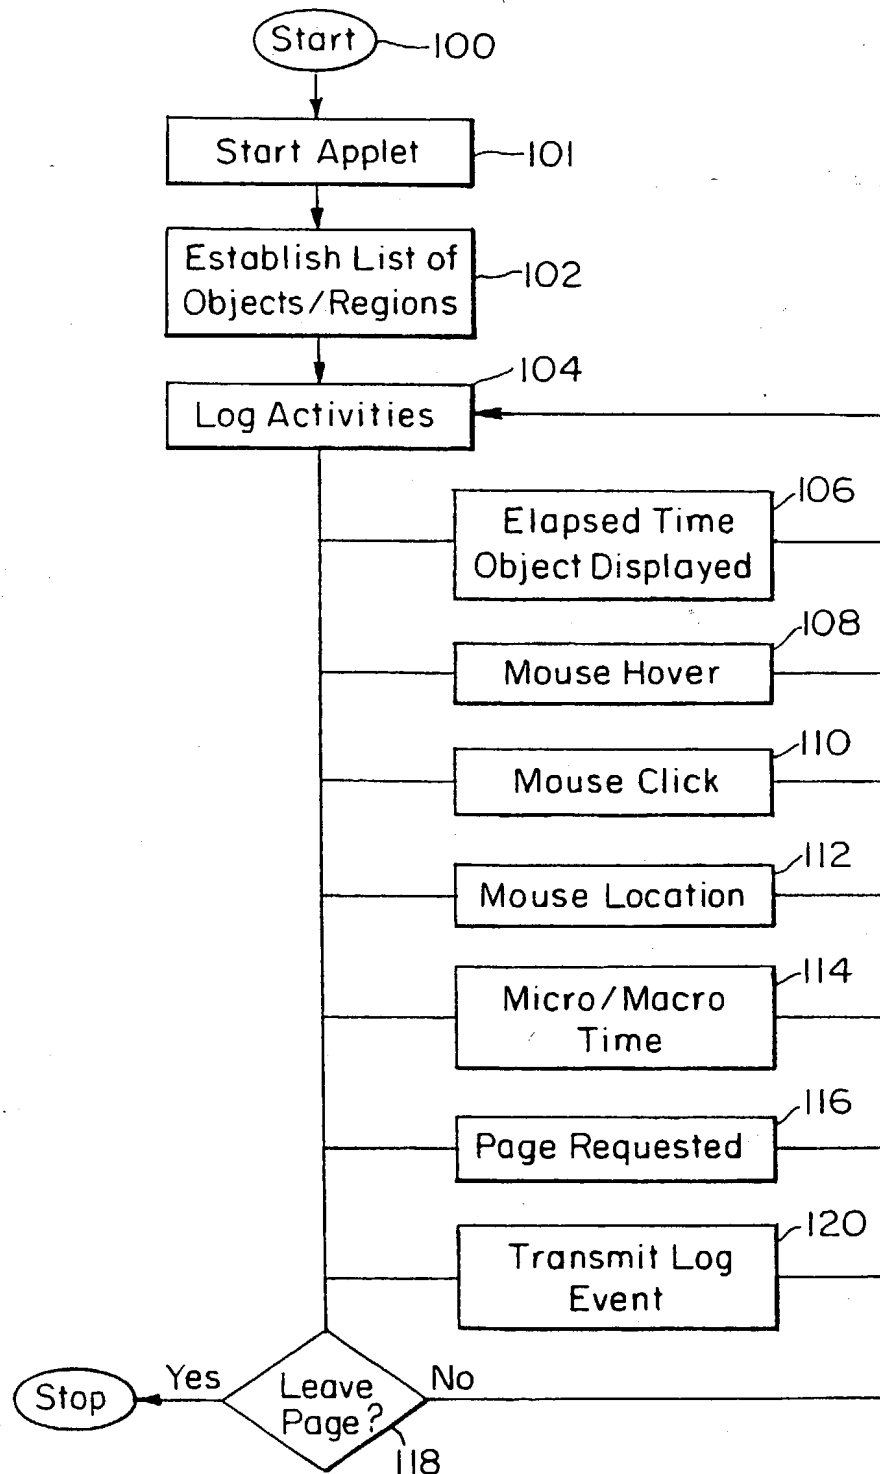 Start
100
Start Applet
101
Establish List of
Objects/Regions
102
104
Log Activities
106
Elapsed Time
Object Displayed
108
Mouse Hover
110
Mouse Click
112
Mouse Location
114
Micro/Macro
Time
116
Page Requested
120
Transmit Log
Event
Yes
No
Stop
Leave
Page?
118